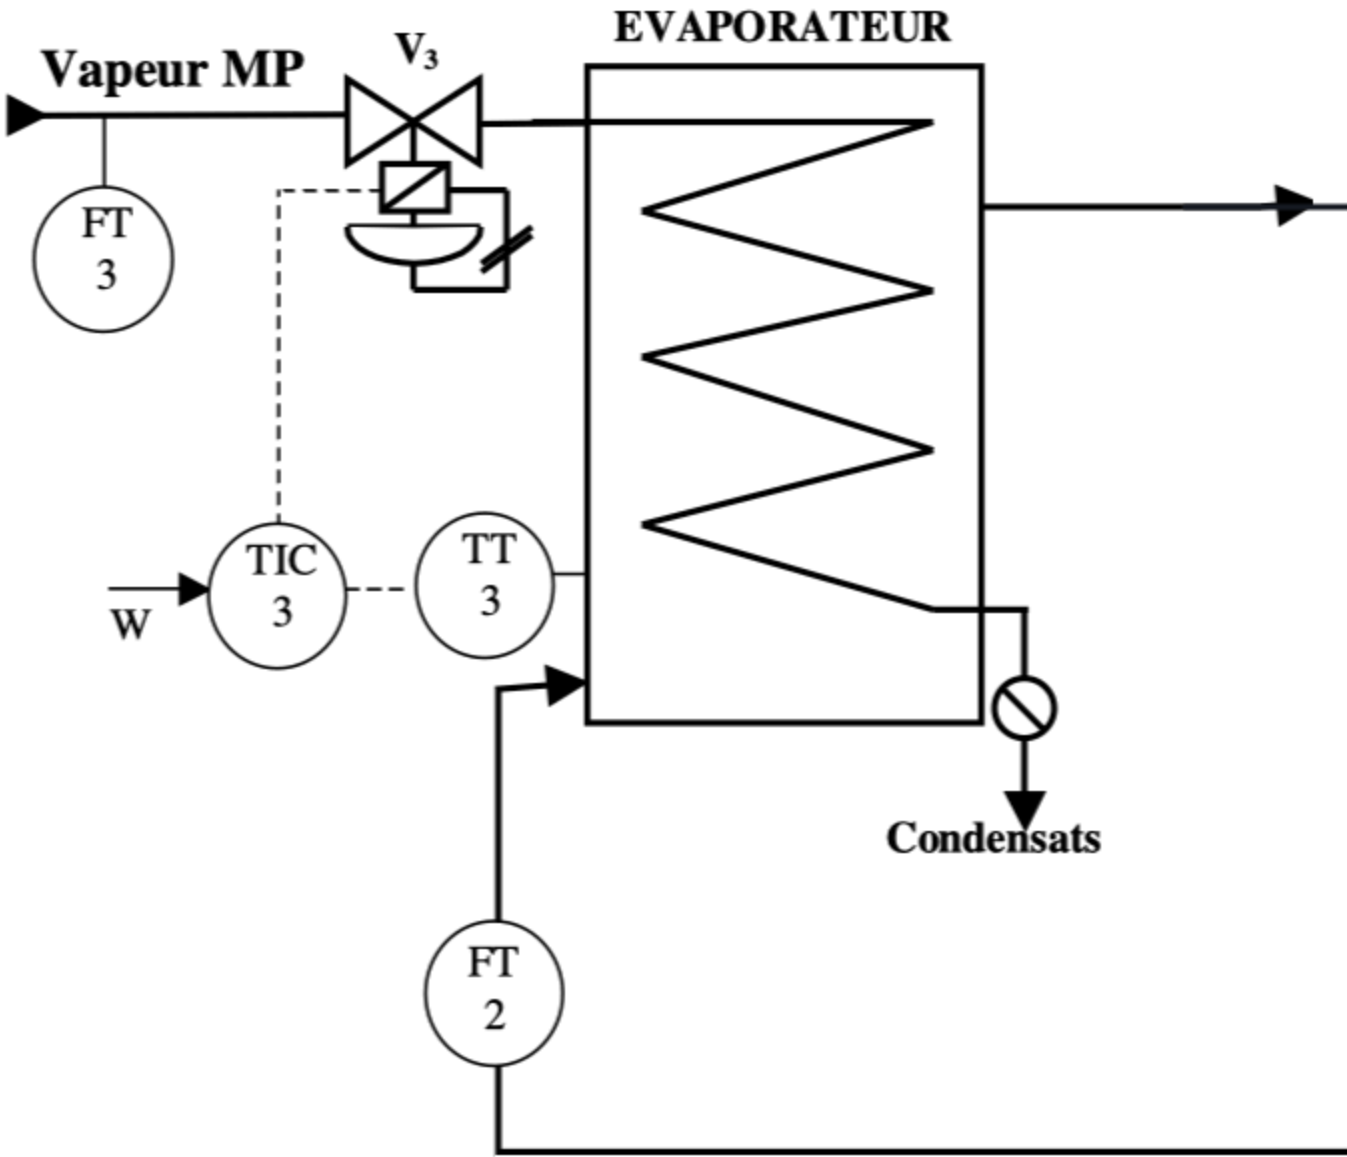 EVAPORATEUR
V₃
Vapeur MP
FT
3
TIC
3
TT
3
W
Condensats
FT
2